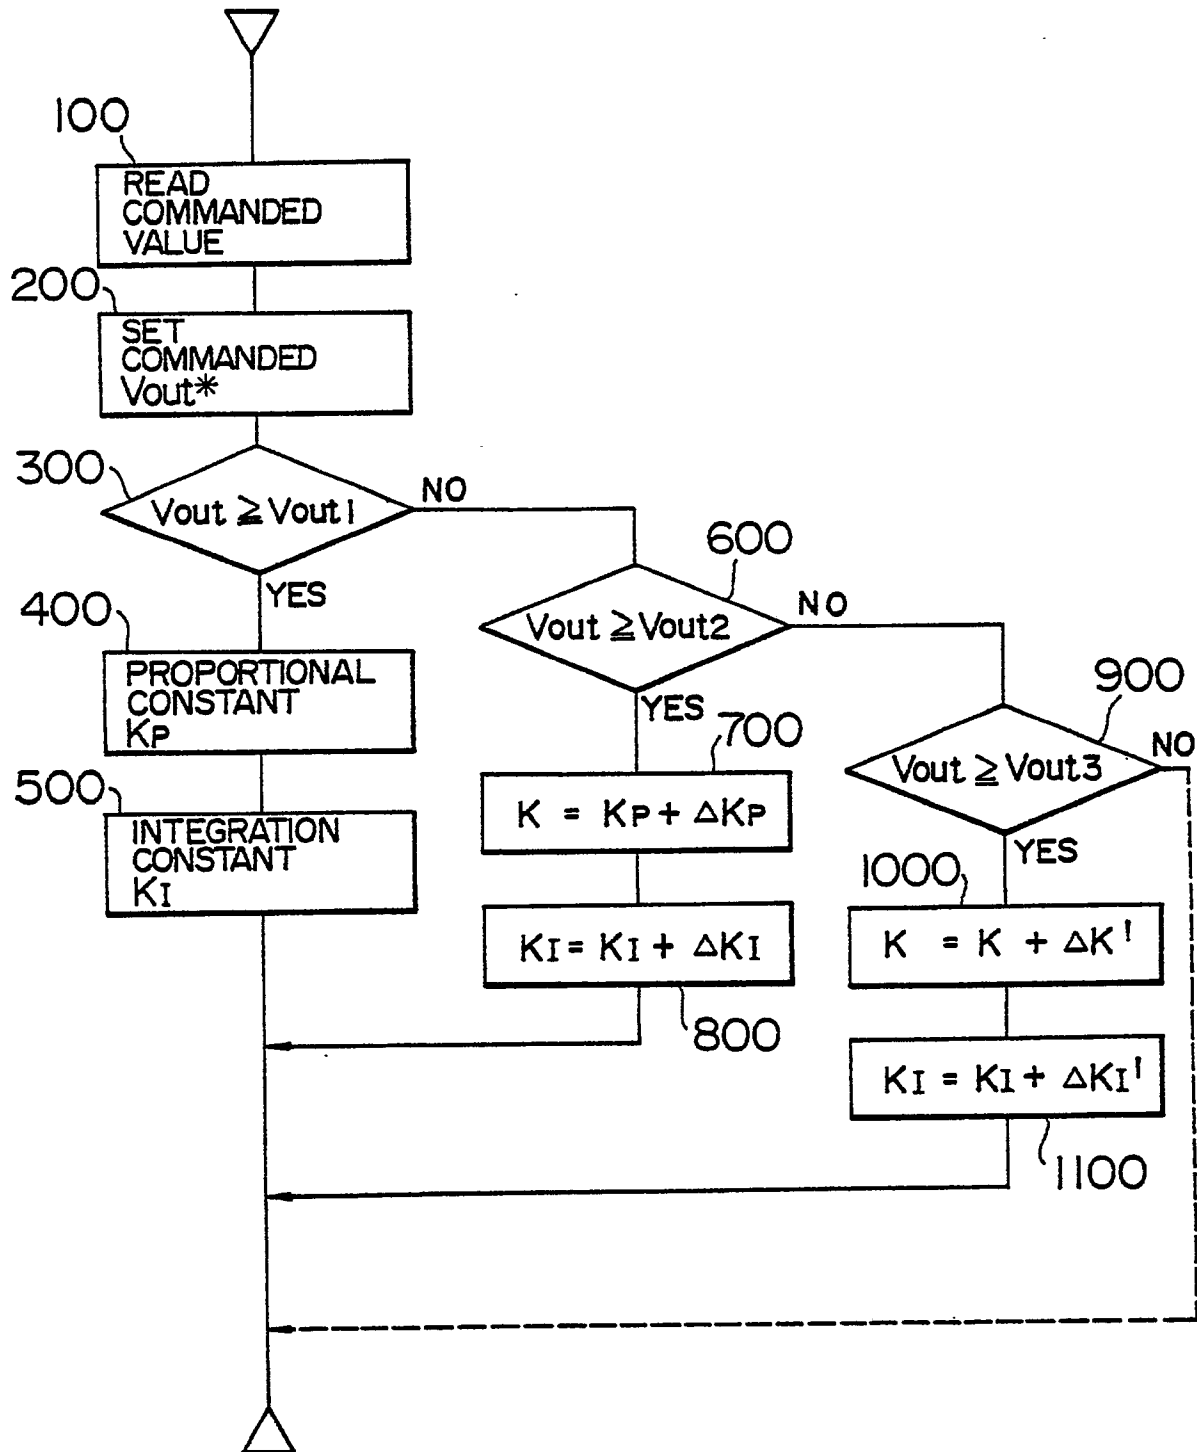 100
READ
COMMANDED
VALUE
200
SET
COMMANDED
Vout*
300
Vout ≧ Vout1
NO
YES
400
PROPORTIONAL
CONSTANT
KP
500
INTEGRATION
CONSTANT
KI
600
Vout ≧ Vout2
NO
YES
700
K = KP + ΔKP
KI = KI + ΔKI
800
900
Vout ≧ Vout3
NO
YES
1000
K = K + ΔK'
KI = KI + ΔKI'
1100